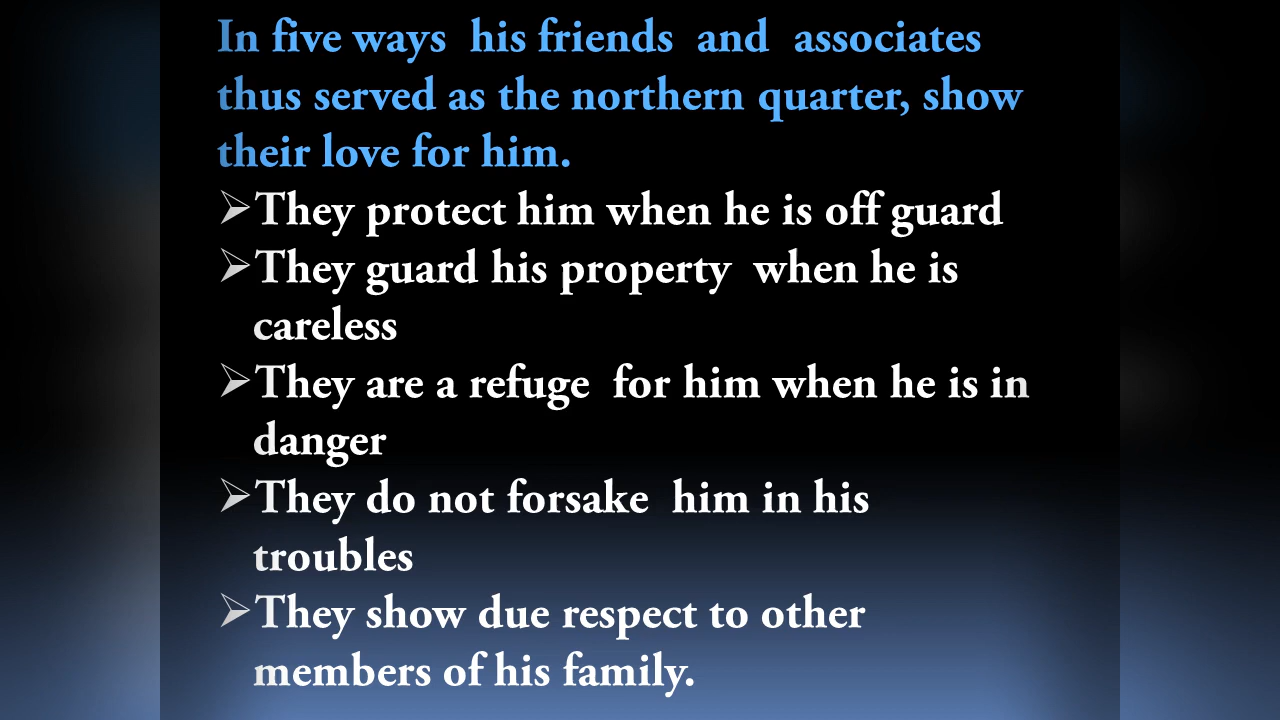 In five ways  his friends  and  associates
thus served as the northern quarter, show
their love for him.
➢They protect him when he is off guard
➢They guard his property  when he is
careless
➢They are a refuge  for him when he is in
danger
➢They do not forsake  him in his
troubles
➢They show due respect to other
members of his family.